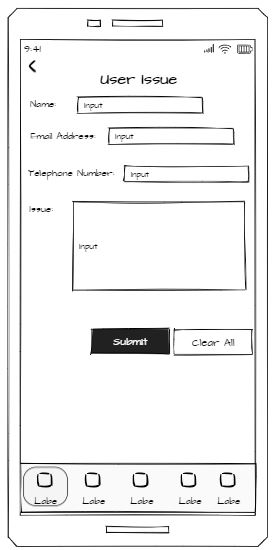 9:41
User Issue
Name: Input
Email Address: Input
Telephone Number: Input
Issue:
Input
Submit Clear All
Labe Labe Labe Labe Labe